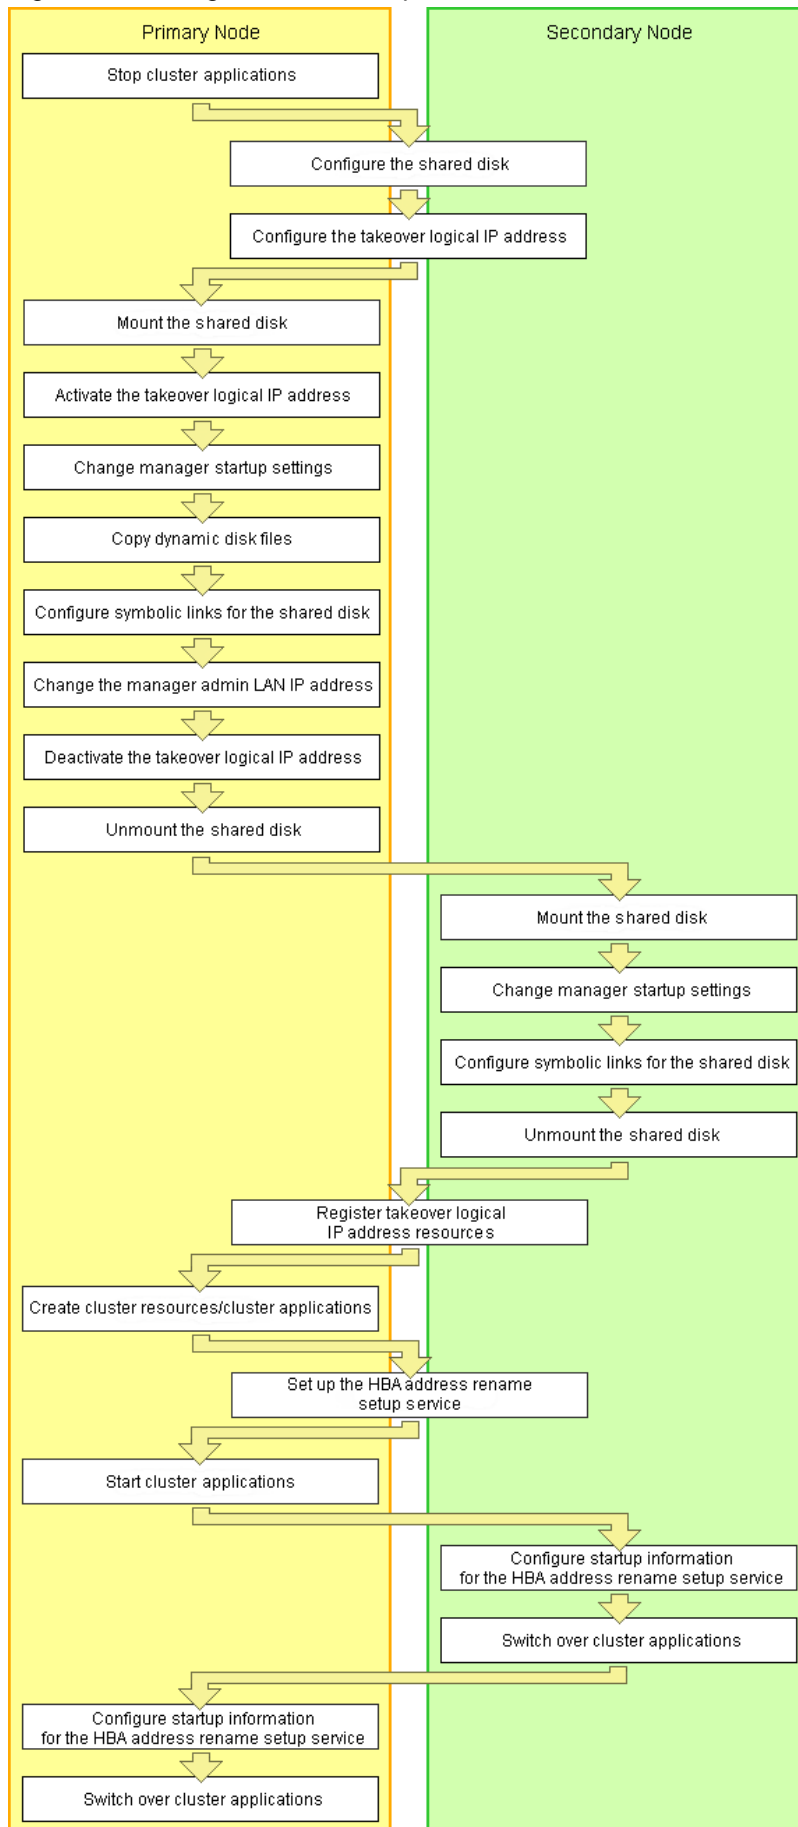 Primary Node
Secondary Node
Stop cluster applications
Configure the shared disk
Configure the takeover logical IP address
Mount the shared disk
Activate the takeover logical IP address
Change manager startup settings
Copy dynamic disk files
Configure symbolic links for the shared disk
Change the manager admin LAN IP address
Deactivate the takeover logical IP address
Unmount the shared disk
Mount the shared disk
Change manager startup settings
Configure symbolic links for the shared disk
Unmount the shared disk
Register takeover logical
IP address resources
Create cluster resources/cluster applications
Set up the HBA address rename
setup service
Start cluster applications
Configure startup information
for the HBA address rename setup service
Switch over cluster applications
Configure startup information
for the HBA address rename setup service
Switch over cluster applications